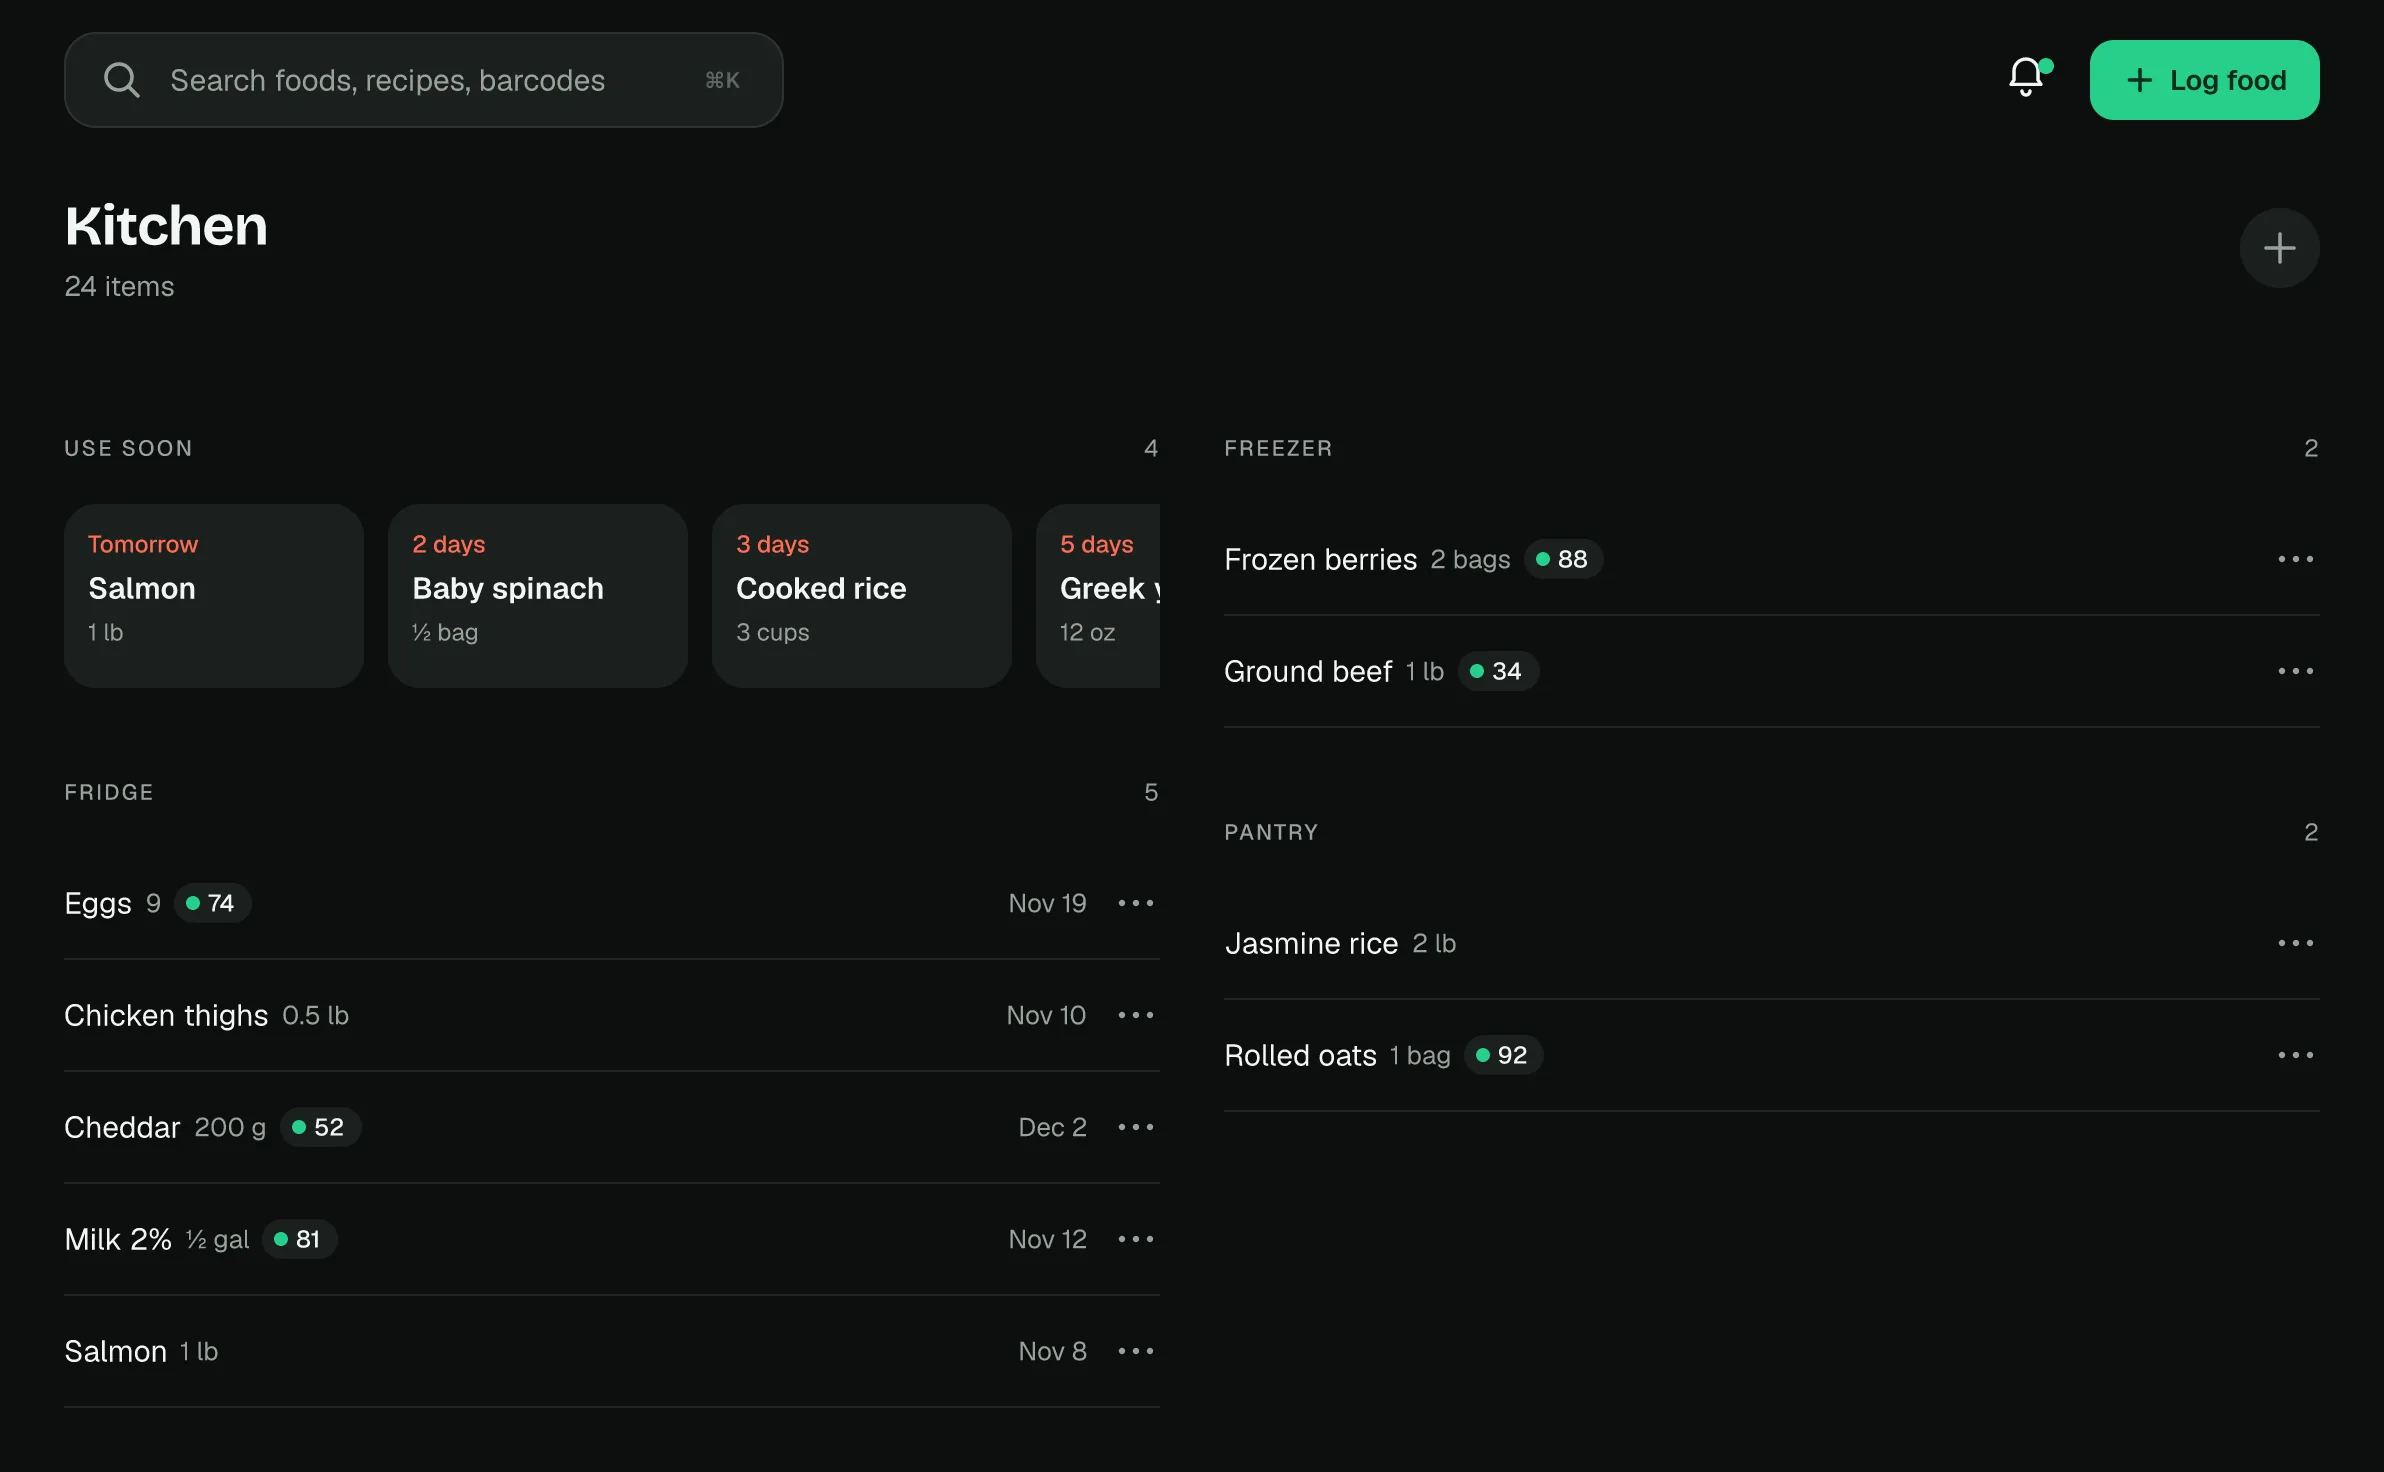 Search foods, recipes, barcodes ⌘K
Log food
Kitchen
24 items
USE SOON 4
Tomorrow
Salmon
1 lb
2 days
Baby spinach
½ bag
3 days
Cooked rice
3 cups
5 days
Greek
12 oz
FRIDGE 5
Eggs 9 74 Nov 19
Chicken thighs 0.5 lb Nov 10
Cheddar 200 g 52 Dec 2
Milk 2% ½ gal 81 Nov 12
Salmon 1 lb Nov 8
FREEZER 2
Frozen berries 2 bags 88
Ground beef 1 lb 34
PANTRY 2
Jasmine rice 2 lb
Rolled oats 1 bag 92